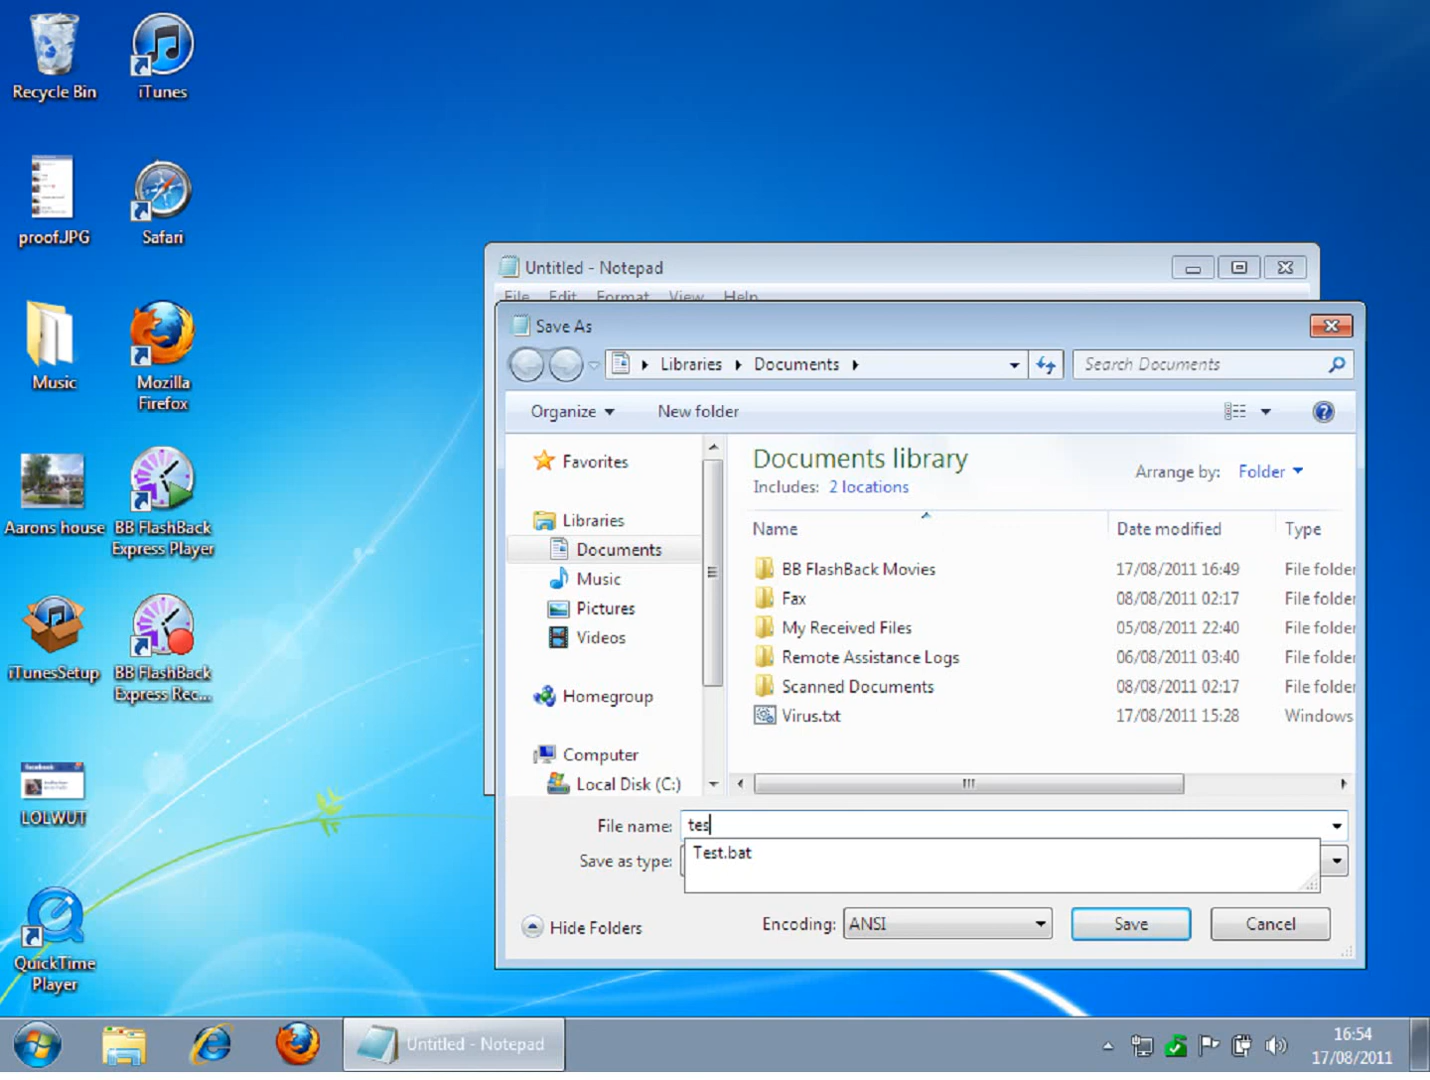 Recycle Bin
iTunes
proof.JPG
Safari
Music
Mozilla
Firefox
Aarons house
BB FlashBack
Express Player
iTunesSetup
BB FlashBack
Express Rec...
LOLWUT
QuickTime
Player
Untitled - Notepad
File Edit Format View Help
Save As
Libraries Documents
Search Documents
Organize New folder
Favorites
Libraries
Documents
Music
Pictures
Videos
Homegroup
Computer
Local Disk (C:)
Documents library
Includes: 2 locations
Arrange by: Folder
Name Date modified Type
BB FlashBack Movies 17/08/2011 16:49 File folder
Fax 08/08/2011 02:17 File folder
My Received Files 05/08/2011 22:40 File folder
Remote Assistance Logs 06/08/2011 03:40 File folder
Scanned Documents 08/08/2011 02:17 File folder
Virus.txt 17/08/2011 15:28 Windows
File name: tes
Test.bat
Save as type:
Hide Folders
Encoding: ANSI
Save
Cancel
Untitled - Notepad
16:54
17/08/2011